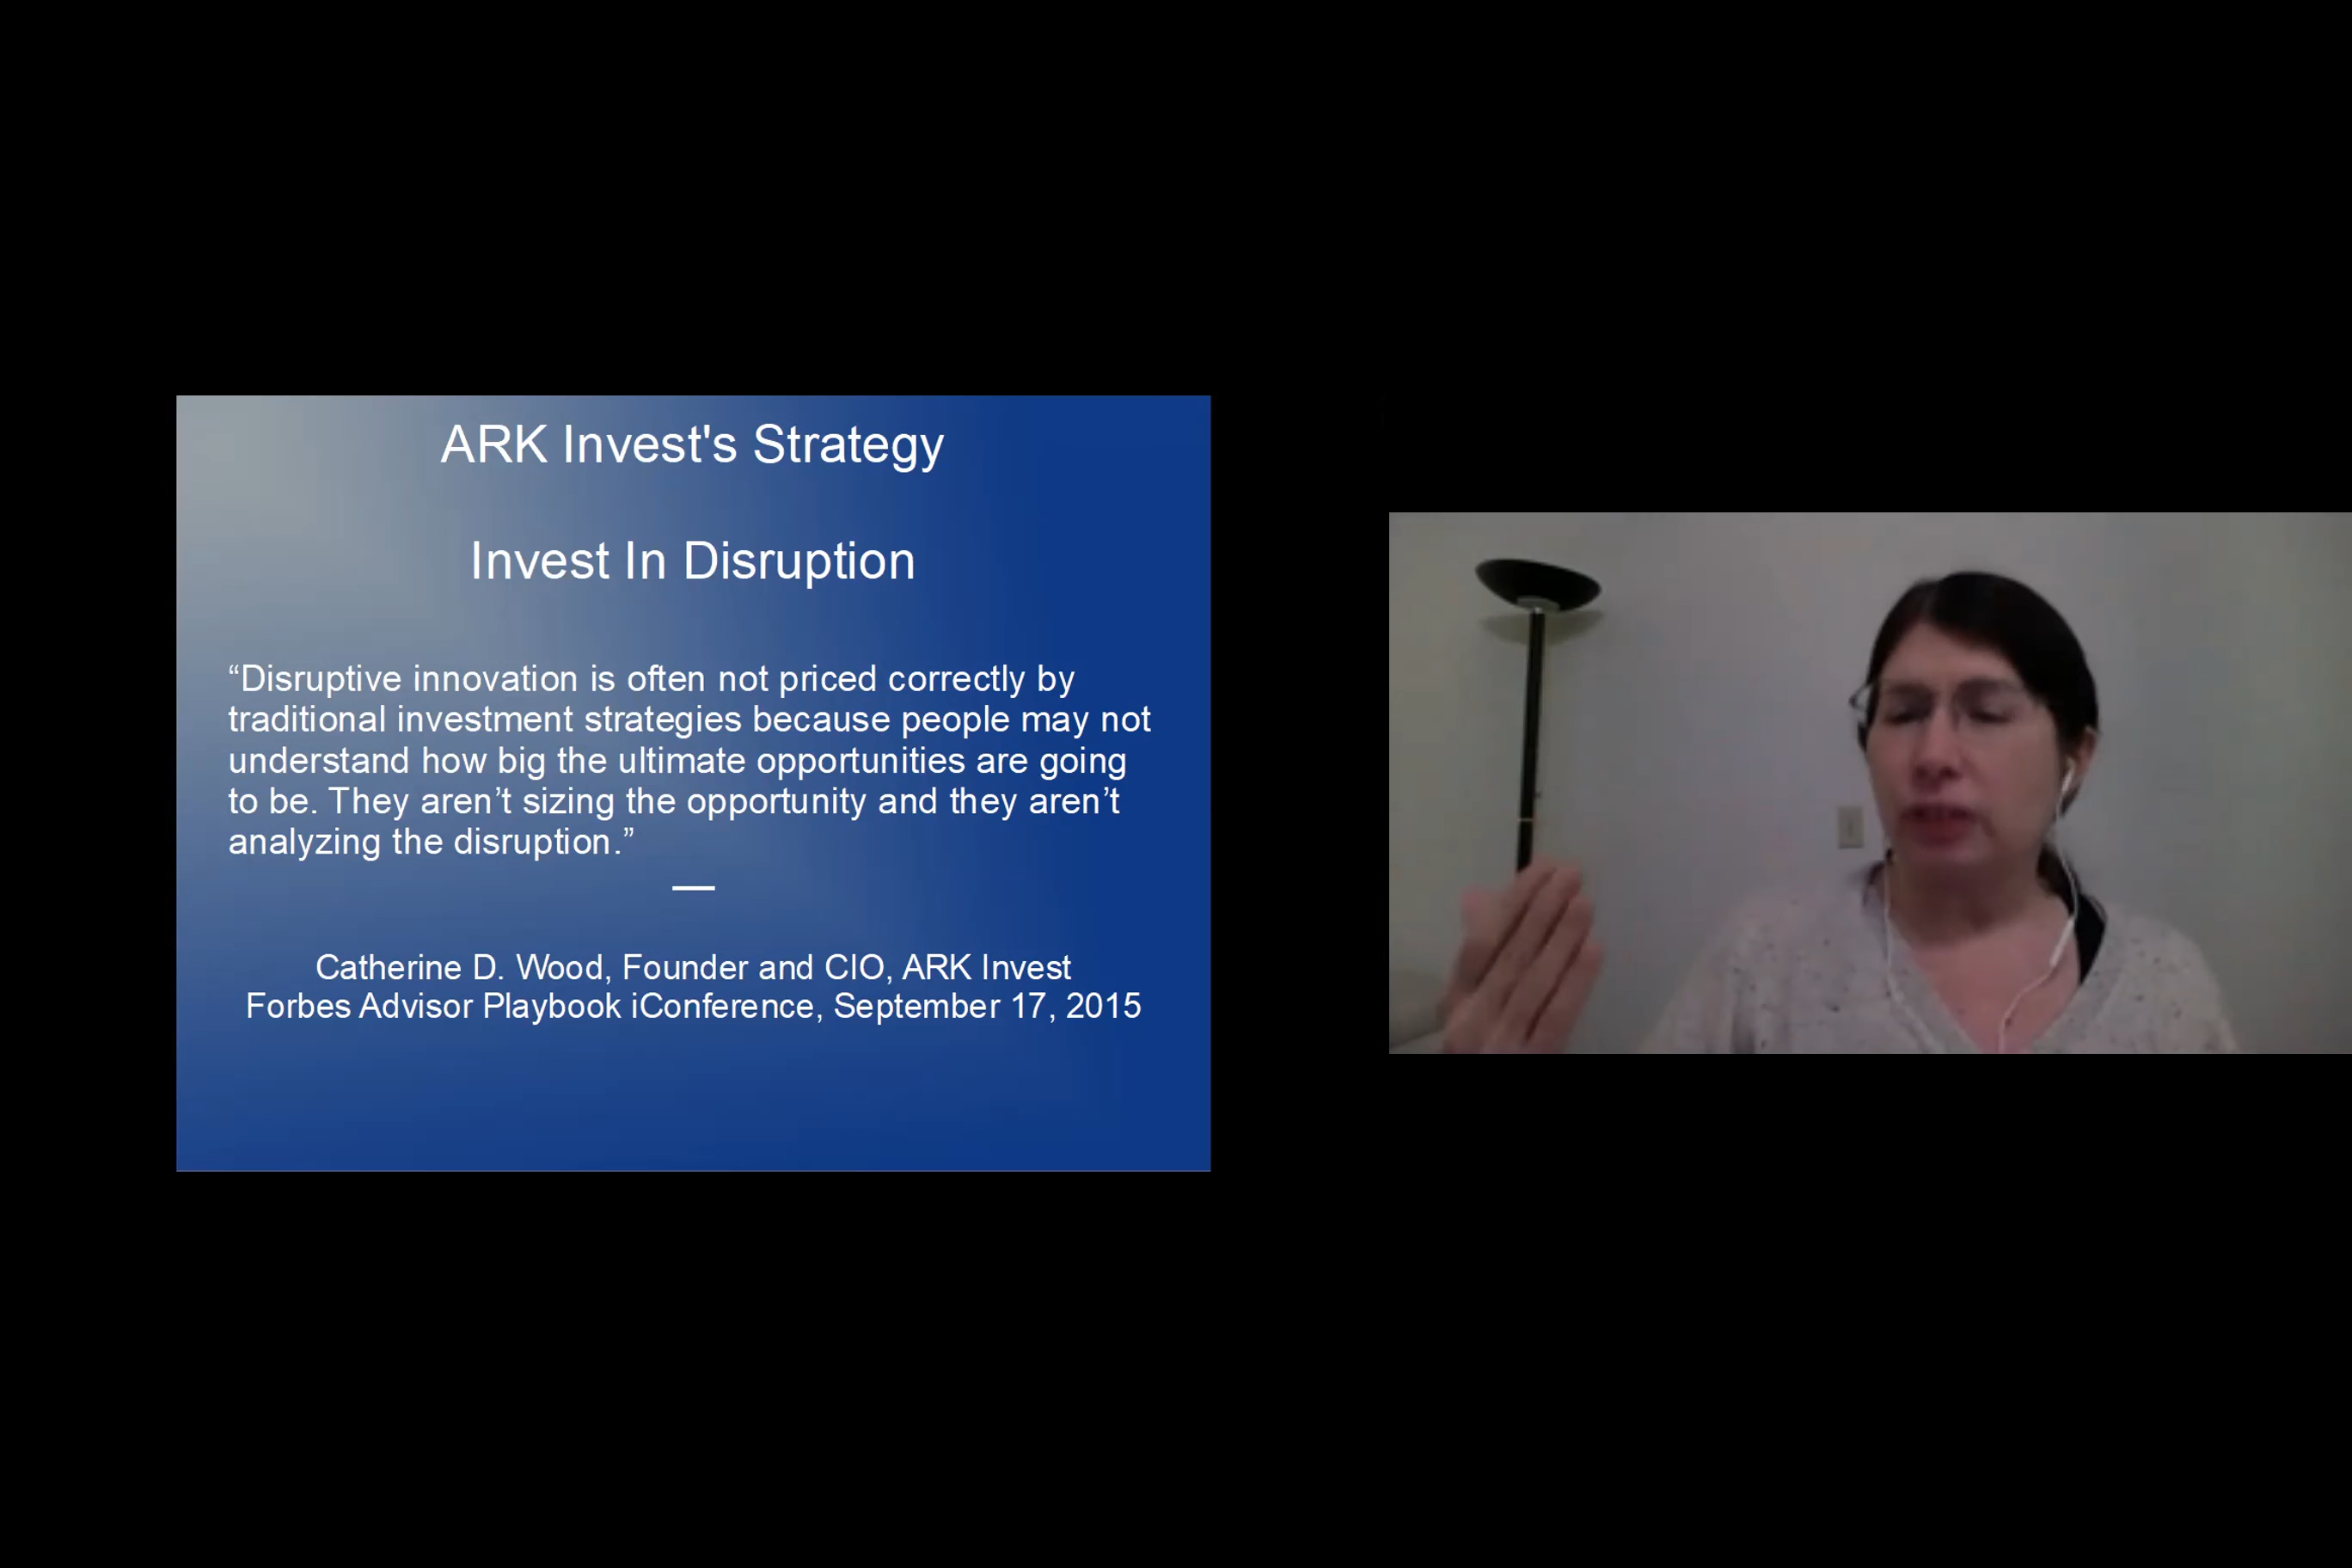 ARK Invest's Strategy
Invest In Disruption
“Disruptive innovation is often not priced correctly by
traditional investment strategies because people may not
understand how big the ultimate opportunities are going
to be. They aren’t sizing the opportunity and they aren’t
analyzing the disruption.”
—
Catherine D. Wood, Founder and CIO, ARK Invest
Forbes Advisor Playbook iConference, September 17, 2015